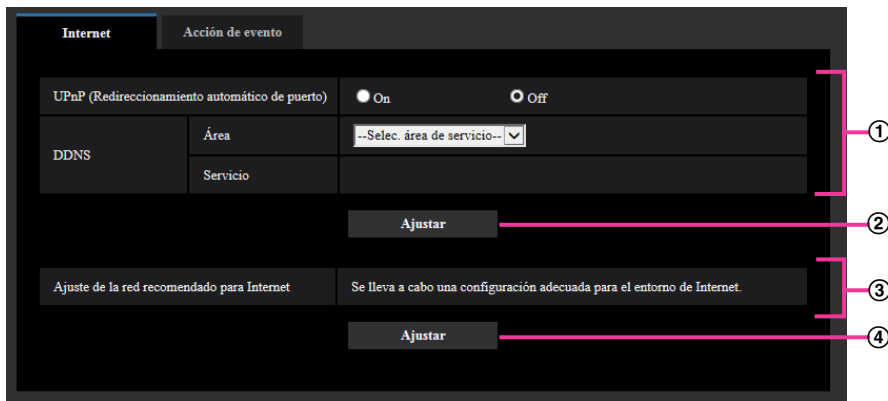 Internet
Acción de evento
UPnP (Redireccionamiento automático de puerto)
On
Off
DDNS
Área
--Selec. área de servicio--
Servicio
①
Ajustar
②
Ajuste de la red recomendado para Internet
Se lleva a cabo una configuración adecuada para el entorno de Internet.
③
Ajustar
④